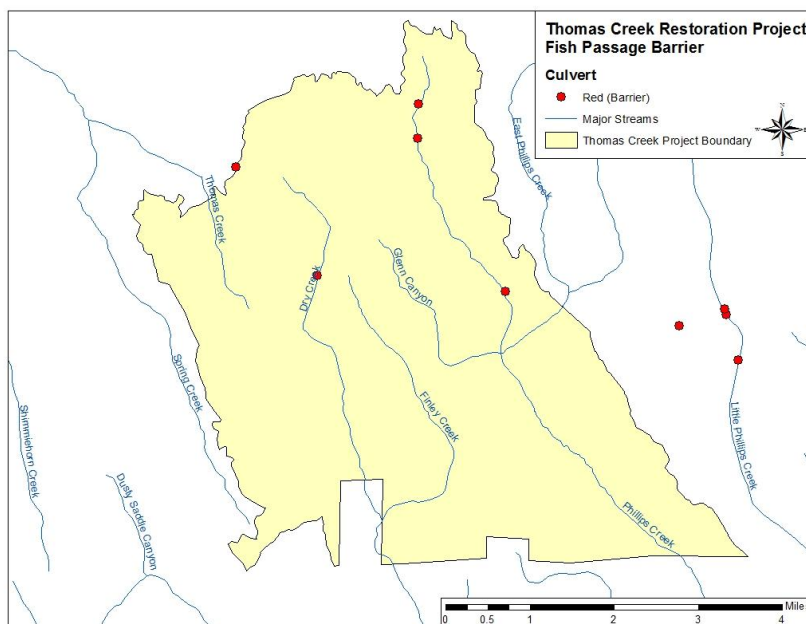 Thomas Creek Restoration Project
Fish Passage Barrier
Culvert
Red (Barrier)
Major Streams
Thomas Creek Project Boundary
N
S
East Phillips Creek
Thomas Creek
Glenn Canyon
Dry Creek
Spring Creek
Finley Creek
Shimmiehorn Creek
Little Phillips Creek
Dusty Saddle Canyon
Phillips Creek
Mile
0 0.5 1 2 3 4